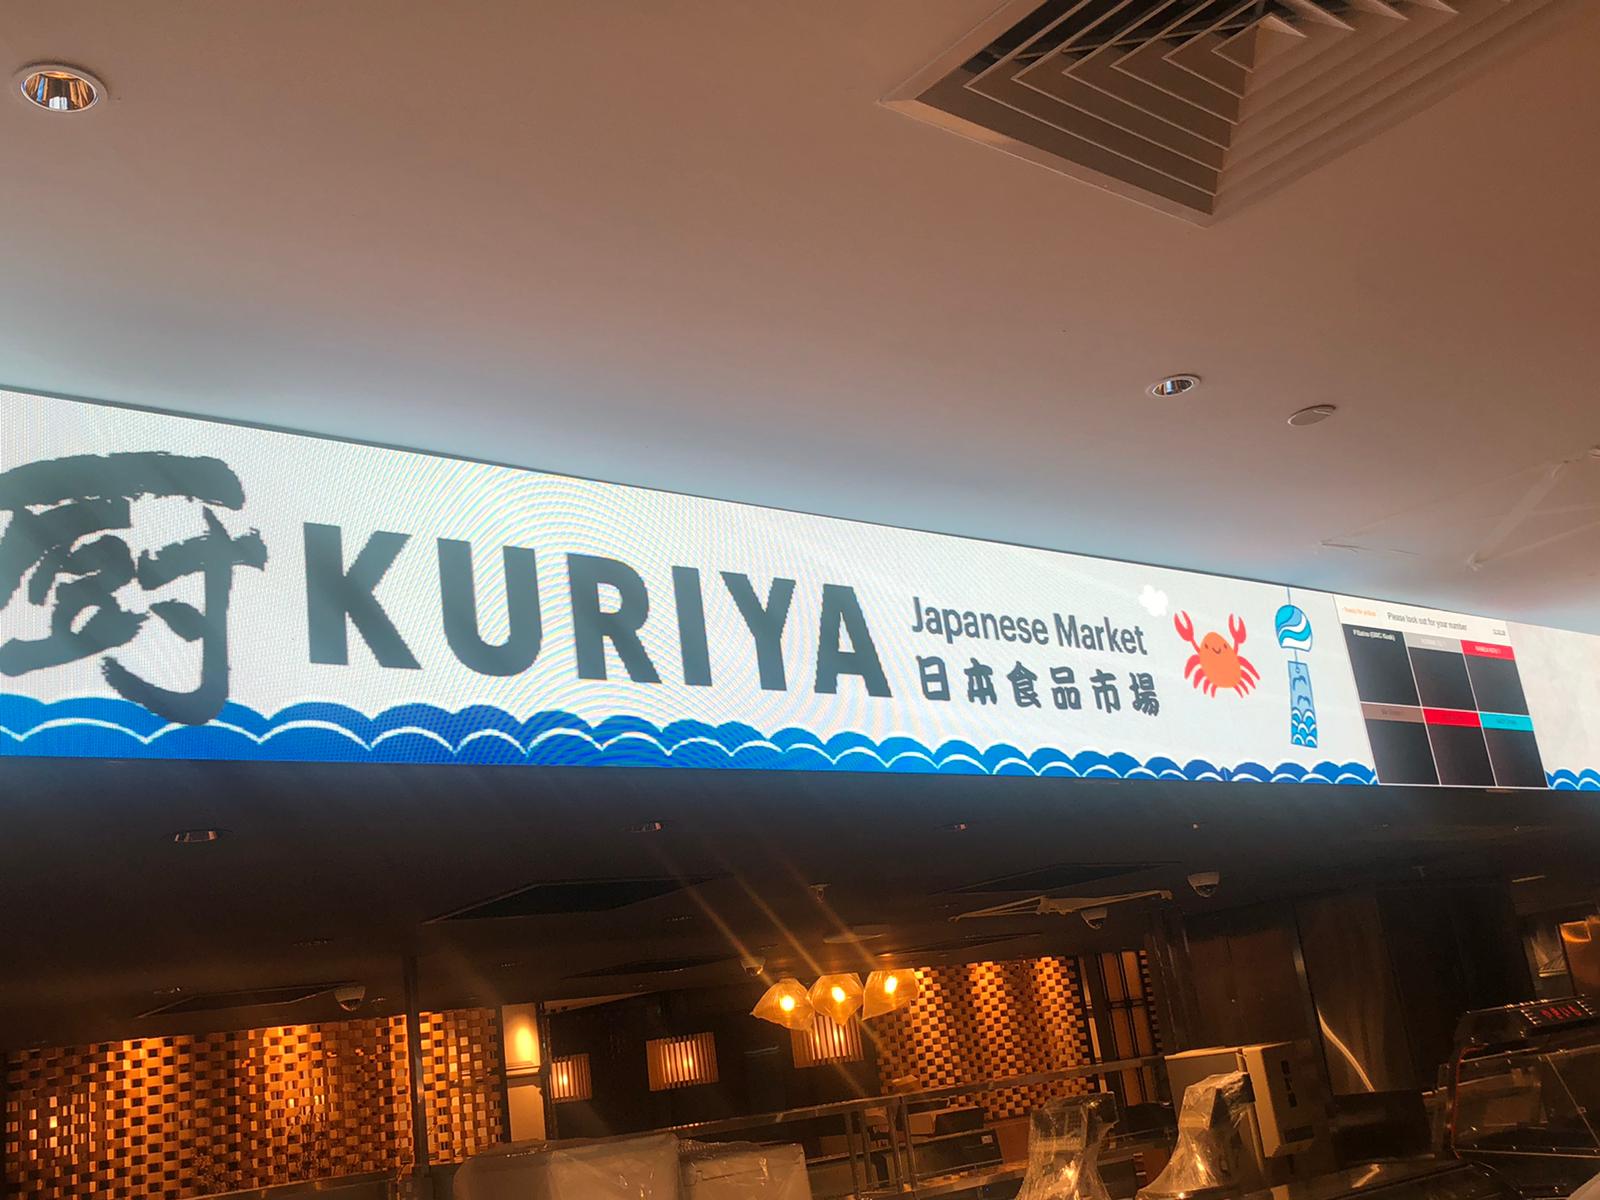 厨 KURIYA
Japanese Market
日本食品市場
Please look out for your number